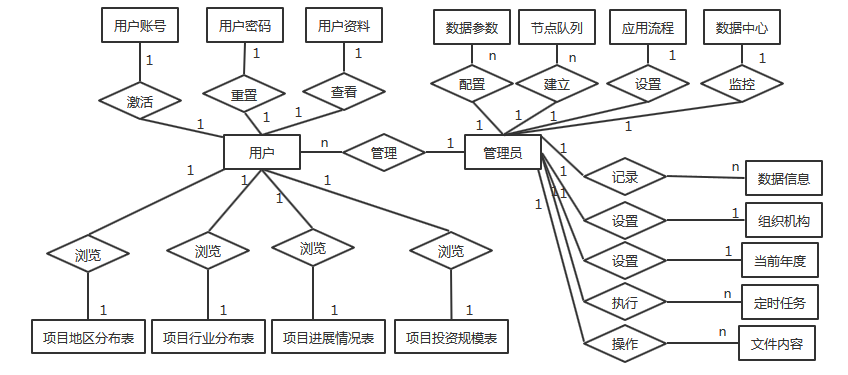 用户账号 用户密码 用户资料 数据参数 节点队列 应用流程 数据中心
1 1 1 n n 1 1
激活 重置 查看 配置 建立 设置 监控
1 1 1 1 1 1 1
用户 n 管理 1 管理员
1 记录 n 数据信息
1 设置 1 组织机构
1 设置 1 当前年度
1 执行 n 定时任务
1 操作 n 文件内容
1 1 1 1
浏览 浏览 浏览 浏览
1 1 1 1
项目地区分布表 项目行业分布表 项目进展情况表 项目投资规模表